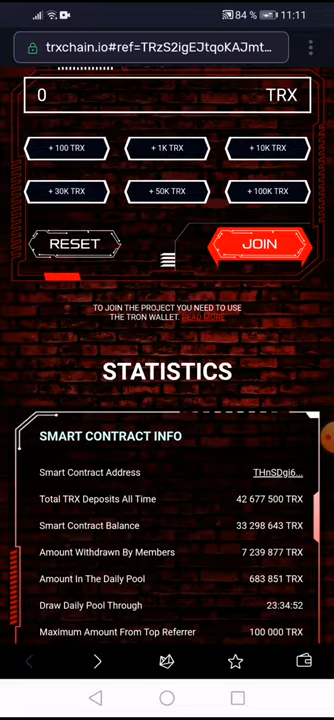 11:11
84 %
trxchain.io#ref=TRzS2igEJtqoKAJmt...
0 TRX
+ 100 TRX + 1K TRX + 10K TRX
+ 30K TRX + 50K TRX + 100K TRX
RESET JOIN
TO JOIN THE PROJECT YOU NEED TO USE
THE TRON WALLET. READ MORE
STATISTICS
SMART CONTRACT INFO
Smart Contract Address THnSDgi6...
Total TRX Deposits All Time 42 677 500 TRX
Smart Contract Balance 33 298 643 TRX
Amount Withdrawn By Members 7 239 877 TRX
Amount In The Daily Pool 683 851 TRX
Draw Daily Pool Through 23:34:52
Maximum Amount From Top Referrer 100 000 TRX